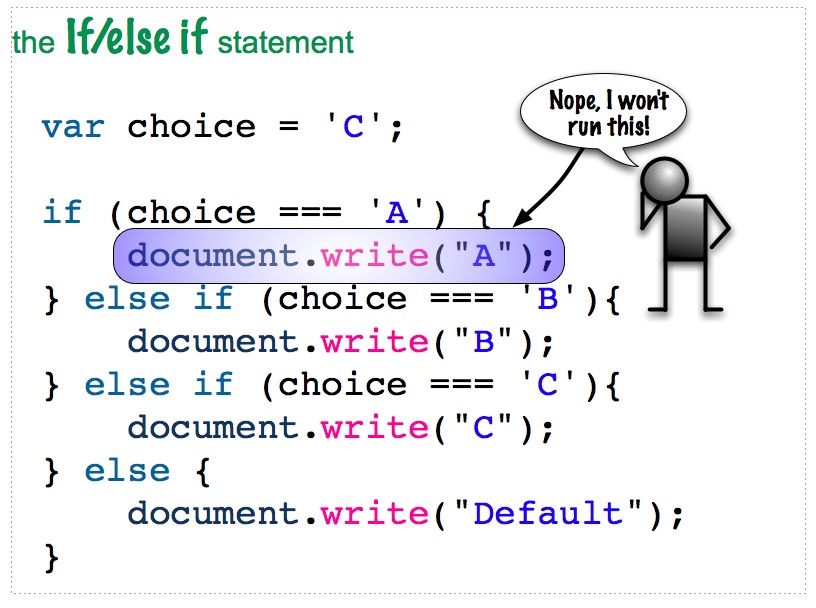 the If/else if statement
Nope, I won't
run this!
var choice = 'C';
if (choice === 'A') {
document.write("A");
} else if (choice === 'B'){
document.write("B");
} else if (choice === 'C'){
document.write("C");
} else {
document.write("Default");
}